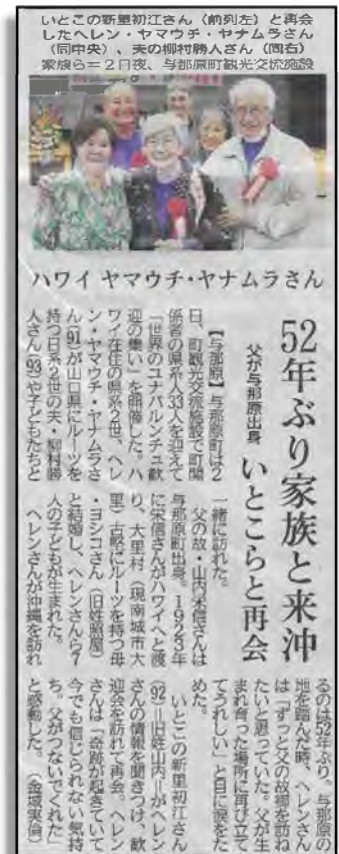 いとこの新里初江さん（前列左）と再会
したヘレン・ヤマウチ・ヤナムラさん
（同中央）、夫の柳村勝人さん（同右）
家族ら＝２日夜、与那原町観光交流施設
ハワイ ヤマウチ・ヤナムラさん
52年ぶり家族と来沖
父が与那原出身 いとこらと再会
【与那原】与那原町は２
日、町観光交流施設で町関
係者の県系人33人を迎えて
「世界のユナバルンチュ歓
迎の集い」を開催した。ハ
ワイ在住の県系２世、ヘレ
ン・ヤマウチ・ヤナムラさ
ん（91）が山口県にルーツを
持つ日系２世の夫・柳村勝
人さん（93）や子どもたちと
一緒に訪れた。
父の故・山内栄信さんは
与那原町出身。１９２３年
に栄信さんがハワイへと渡
り、大里村（現南城市大
里）古堅にルーツを持つ母
・ヨシコさん（旧姓照屋）
と結婚し、ヘレンさんら７
人の子どもが生まれた。
ヘレンさんが沖縄を訪れ
るのは52年ぶり。与那原の
地を踏んだ時、ヘレンさん
は「ずっと父の故郷を訪ね
たいと思っていた。父が生
まれ育った場所に再び立て
てうれしい」と目に涙をた
めた。
いとこの新里初江さん
（92）＝旧姓山内＝がヘレン
さんの情報を聞きつけ、歓
迎会を訪れて再会。ヘレン
さんは「奇跡が起きていて
今でも信じられない気持
ち。父がつないでくれた」
と感動した。（金城実倫）